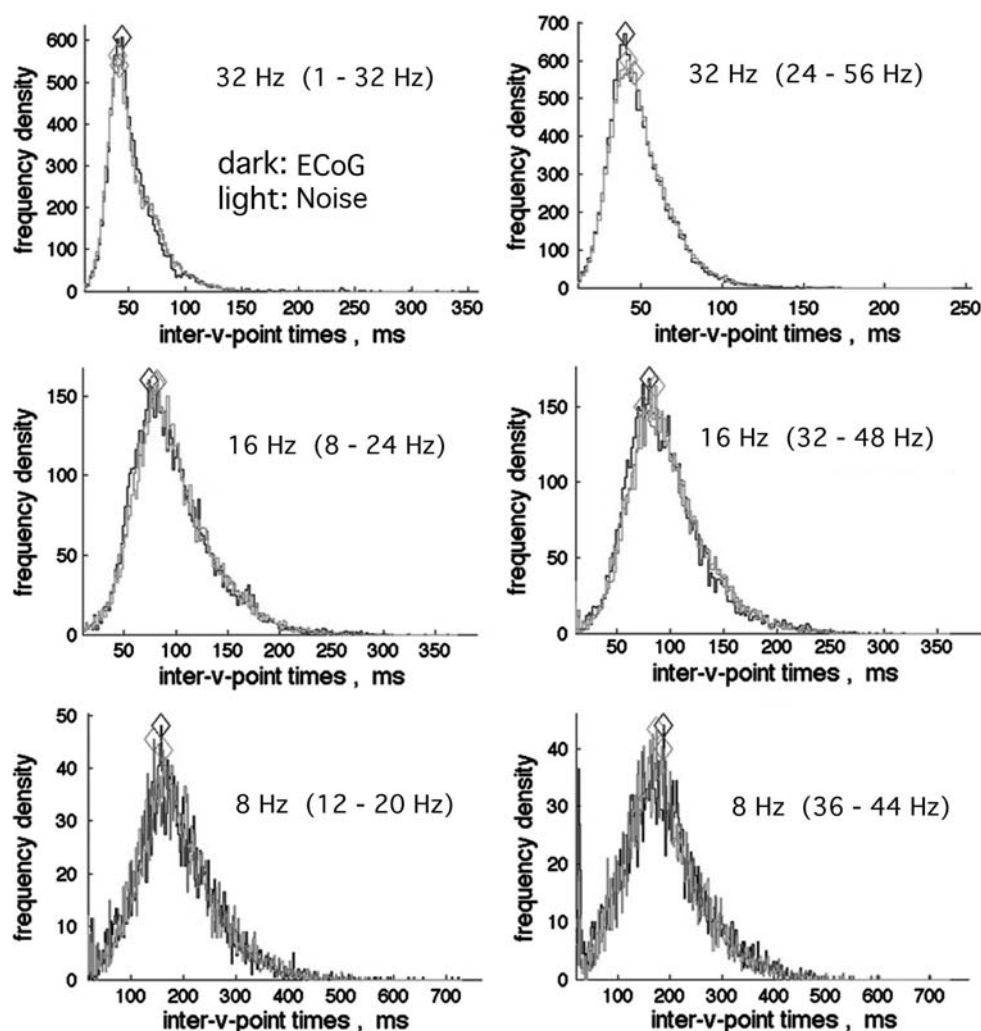 600
500
400
300
200
100
0
frequency density
32 Hz (1 - 32 Hz)
dark: ECoG
light: Noise
50 100 150 200 250 300 350
inter-v-point times , ms
700
600
500
400
300
200
100
0
frequency density
32 Hz (24 - 56 Hz)
50 100 150 200 250
inter-v-point times , ms
150
100
50
0
frequency density
16 Hz (8 - 24 Hz)
50 100 150 200 250 300 350
inter-v-point times , ms
150
100
50
0
frequency density
16 Hz (32 - 48 Hz)
50 100 150 200 250 300 350
inter-v-point times , ms
50
40
30
20
10
0
frequency density
8 Hz (12 - 20 Hz)
100 200 300 400 500 600 700
inter-v-point times , ms
40
30
20
10
0
frequency density
8 Hz (36 - 44 Hz)
100 200 300 400 500 600 700
inter-v-point times , ms